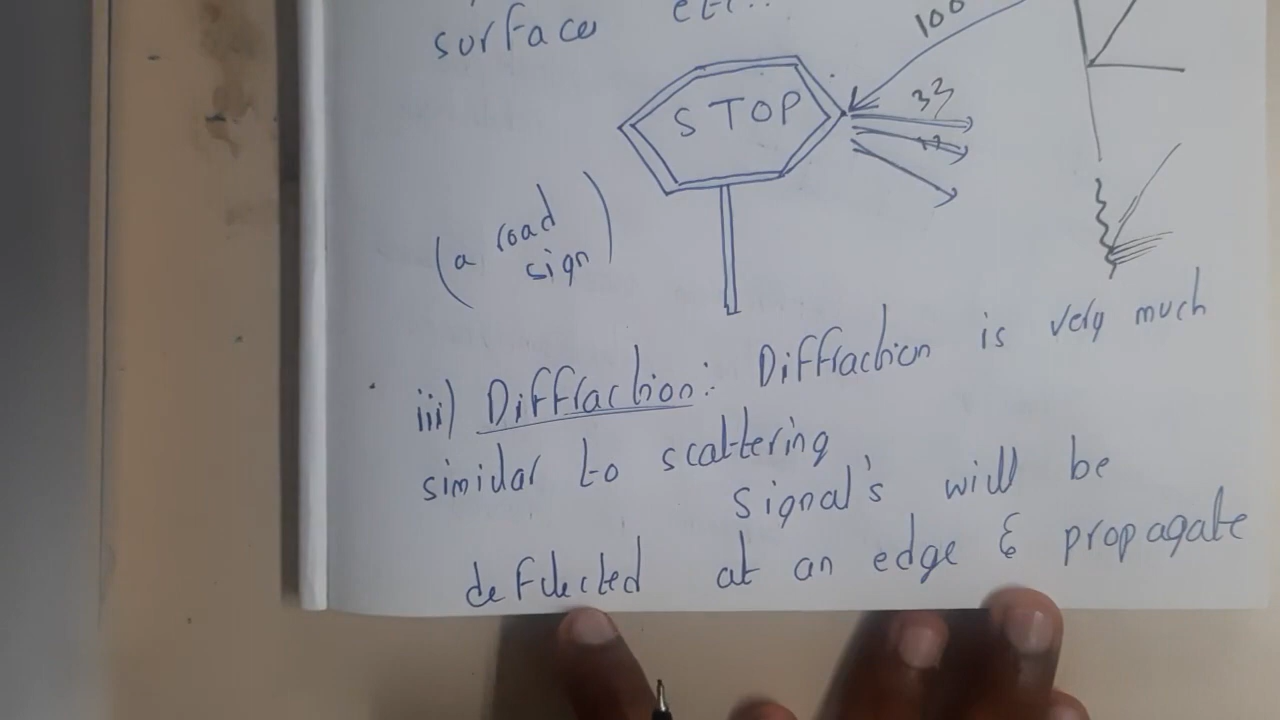 surface etc..
100
33
STOP
(a road
sign)
iii) Diffraction: Diffraction is very much
similar to scattering
signal's will be
deflected at an edge & propagate